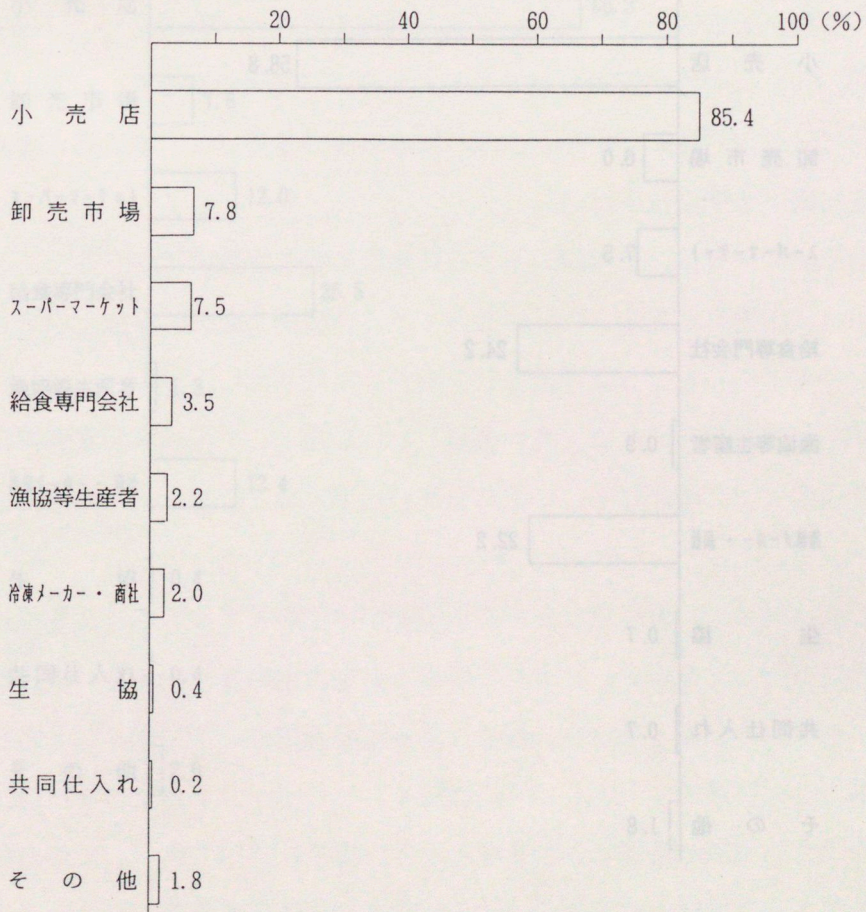 20 40 60 80 100 (%)
小売店 85.4
卸売市場 7.8
スーパーマーケット 7.5
給食専門会社 3.5
漁協等生産者 2.2
冷凍メーカー・商社 2.0
生協 0.4
共同仕入れ 0.2
その他 1.8